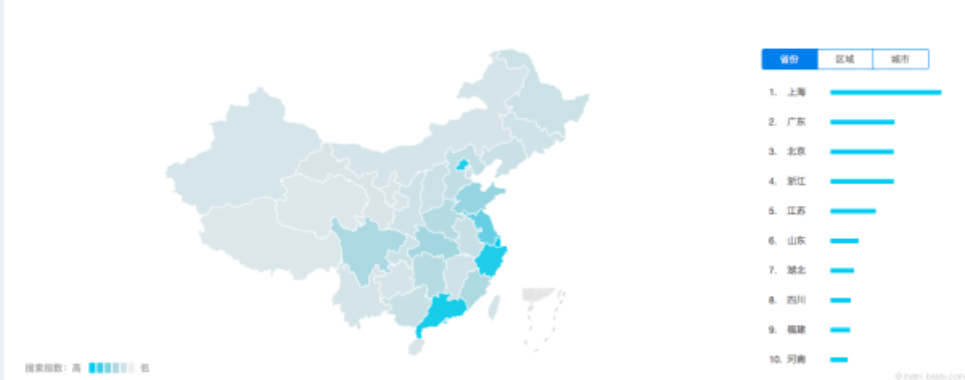 省份 区域 城市
1. 上海
2. 广东
3. 北京
4. 浙江
5. 江苏
6. 山东
7. 湖北
8. 四川
9. 福建
10. 河南
搜索指数: 高 低
© index.baidu.com